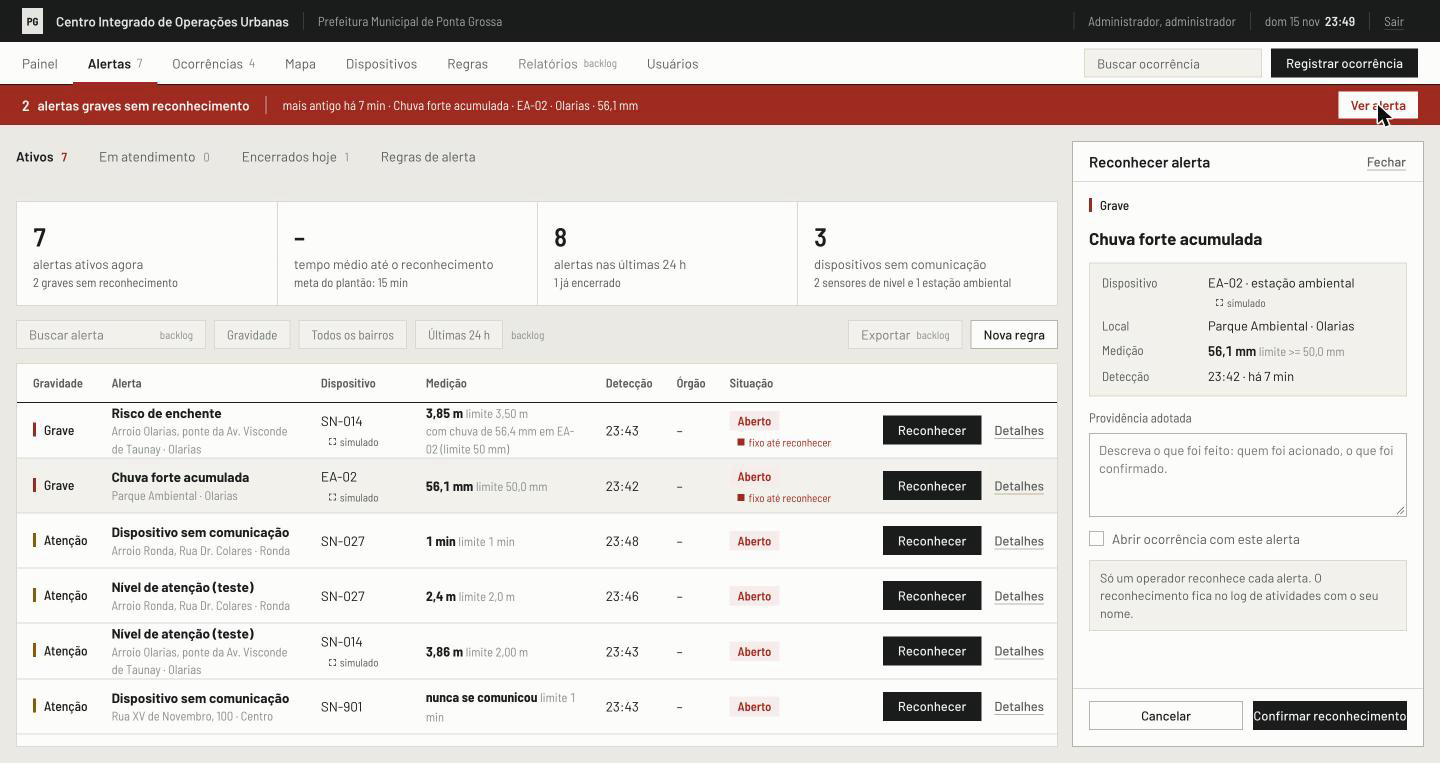 PG Centro Integrado de Operações Urbanas Prefeitura Municipal de Ponta Grossa Administrador, administrador dom 15 nov 23:49 Sair
Painel Alertas 7 Ocorrências 4 Mapa Dispositivos Regras Relatórios backlog Usuários Buscar ocorrência Registrar ocorrência
2 alertas graves sem reconhecimento mais antigo há 7 min · Chuva forte acumulada · EA-02 · Olarias · 56,1 mm Ver alerta
Ativos 7 Em atendimento 0 Encerrados hoje 1 Regras de alerta
7
alertas ativos agora
2 graves sem reconhecimento
–
tempo médio até o reconhecimento
meta do plantão: 15 min
8
alertas nas últimas 24 h
1 já encerrado
3
dispositivos sem comunicação
2 sensores de nível e 1 estação ambiental
Buscar alerta backlog Gravidade Todos os bairros Últimas 24 h backlog Exportar backlog Nova regra
Gravidade Alerta Dispositivo Medição Detecção Órgão Situação
Grave
Risco de enchente
Arroio Olarias, ponte da Av. Visconde
de Taunay · Olarias
SN-014
simulado
3,85 m limite 3,50 m
com chuva de 56,4 mm em EA-
02 (limite 50 mm)
23:43
–
Aberto
fixo até reconhecer
Reconhecer Detalhes
Grave
Chuva forte acumulada
Parque Ambiental · Olarias
EA-02
simulado
56,1 mm limite 50,0 mm
23:42
–
Aberto
fixo até reconhecer
Reconhecer Detalhes
Atenção
Dispositivo sem comunicação
Arroio Ronda, Rua Dr. Colares · Ronda
SN-027
1 min limite 1 min
23:48
–
Aberto
Reconhecer Detalhes
Atenção
Nível de atenção (teste)
Arroio Ronda, Rua Dr. Colares · Ronda
SN-027
2,4 m limite 2,0 m
23:46
–
Aberto
Reconhecer Detalhes
Atenção
Nível de atenção (teste)
Arroio Olarias, ponte da Av. Visconde
de Taunay · Olarias
SN-014
simulado
3,86 m limite 2,00 m
23:43
–
Aberto
Reconhecer Detalhes
Atenção
Dispositivo sem comunicação
Rua XV de Novembro, 100 · Centro
SN-901
nunca se comunicou limite 1
min
23:43
–
Aberto
Reconhecer Detalhes
Reconhecer alerta Fechar
Grave
Chuva forte acumulada
Dispositivo EA-02 · estação ambiental
simulado
Local Parque Ambiental · Olarias
Medição 56,1 mm limite >= 50,0 mm
Detecção 23:42 · há 7 min
Providência adotada
Descreva o que foi feito: quem foi acionado, o que foi
confirmado.
Abrir ocorrência com este alerta
Só um operador reconhece cada alerta. O
reconhecimento fica no log de atividades com o seu
nome.
Cancelar Confirmar reconhecimento